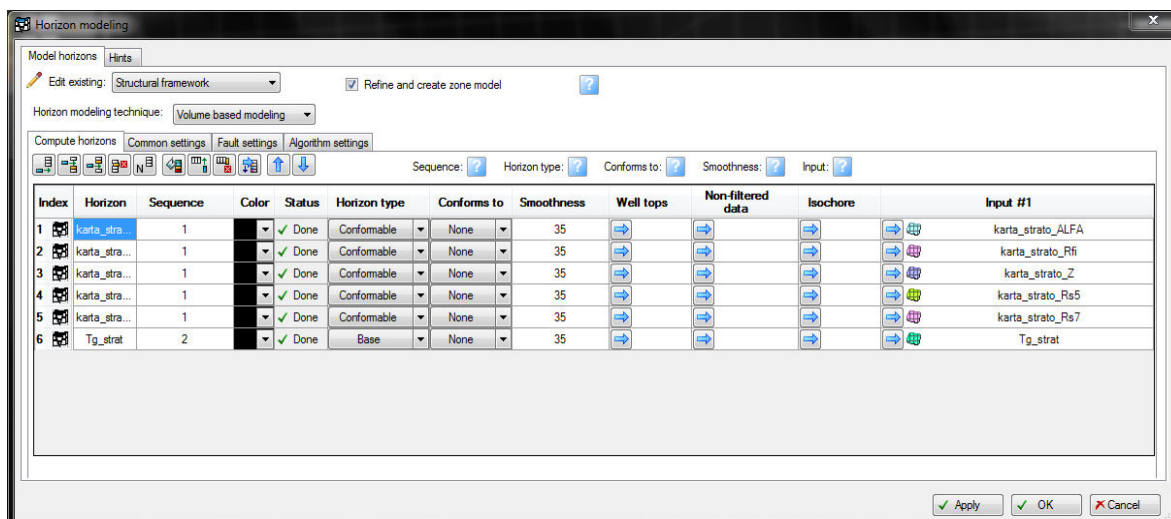 Horizon modeling
x
Model horizons Hints
Edit existing: Structural framework Refine and create zone model ?
Horizon modeling technique: Volume based modeling
Compute horizons Common settings Fault settings Algorithm settings
N Sequence: ? Horizon type: ? Conforms to: ? Smoothness: ? Input: ?
Index Horizon Sequence Color Status Horizon type Conforms to Smoothness Well tops Non-filtered data Isochore Input #1
1 karta_stra... 1 Done Conformable None 35 karta_strato_ALFA
2 karta_stra... 1 Done Conformable None 35 karta_strato_Rfi
3 karta_stra... 1 Done Conformable None 35 karta_strato_Z
4 karta_stra... 1 Done Conformable None 35 karta_strato_Rs5
5 karta_stra... 1 Done Conformable None 35 karta_strato_Rs7
6 Tg_strat 2 Done Base None 35 Tg_strat
Apply OK Cancel